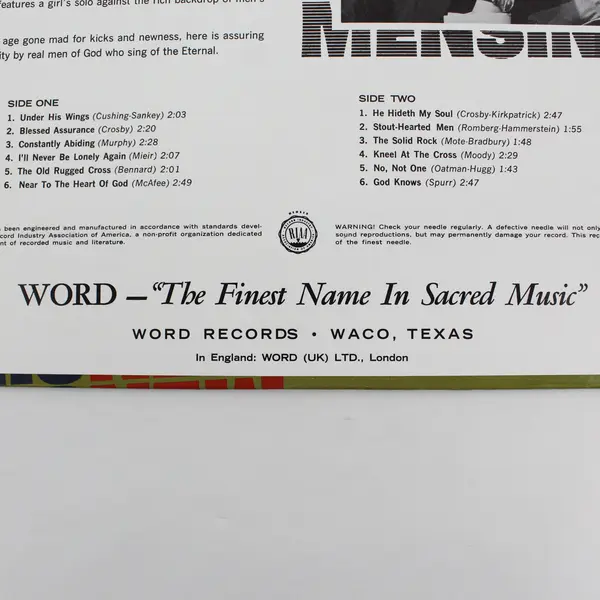 features a girl's solo against the rich backdrop of men's
age gone mad for kicks and newness, here is assuring
ity by real men of God who sing of the Eternal.
MENSIN
SIDE ONE
1. Under His Wings (Cushing-Sankey) 2:03
2. Blessed Assurance (Crosby) 2:20
3. Constantly Abiding (Murphy) 2:28
4. I'll Never Be Lonely Again (Mieir) 2:07
5. The Old Rugged Cross (Bennard) 2:01
6. Near To The Heart Of God (McAfee) 2:49
SIDE TWO
1. He Hideth My Soul (Crosby-Kirkpatrick) 2:47
2. Stout-Hearted Men (Romberg-Hammerstein) 1:55
3. The Solid Rock (Mote-Bradbury) 1:48
4. Kneel At The Cross (Moody) 2:29
5. No, Not One (Oatman-Hugg) 1:43
6. God Knows (Spurr) 2:47
been engineered and manufactured in accordance with standards devel-
cord Industry Association of America, a non-profit organization dedicated
nt of recorded music and literature.
MEMBER
RIAA
WARNING! Check your needle regularly. A defective needle will not only
sound reproductions, but may permanently damage your record. This rec
of the finest needle.
WORD — "The Finest Name In Sacred Music"
WORD RECORDS • WACO, TEXAS
In England: WORD (UK) LTD., London